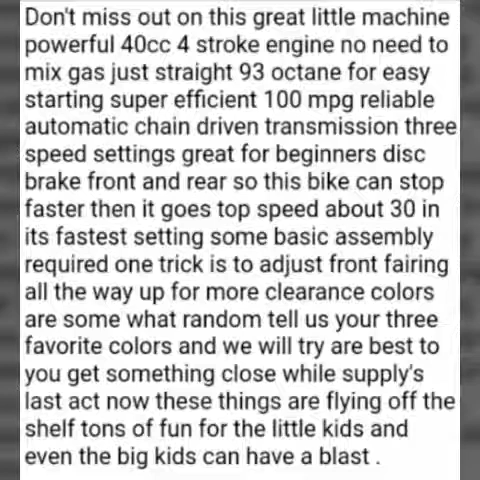 Don't miss out on this great little machine
powerful 40cc 4 stroke engine no need to
mix gas just straight 93 octane for easy
starting super efficient 100 mpg reliable
automatic chain driven transmission three
speed settings great for beginners disc
brake front and rear so this bike can stop
faster then it goes top speed about 30 in
its fastest setting some basic assembly
required one trick is to adjust front fairing
all the way up for more clearance colors
are some what random tell us your three
favorite colors and we will try are best to
you get something close while supply's
last act now these things are flying off the
shelf tons of fun for the little kids and
even the big kids can have a blast .